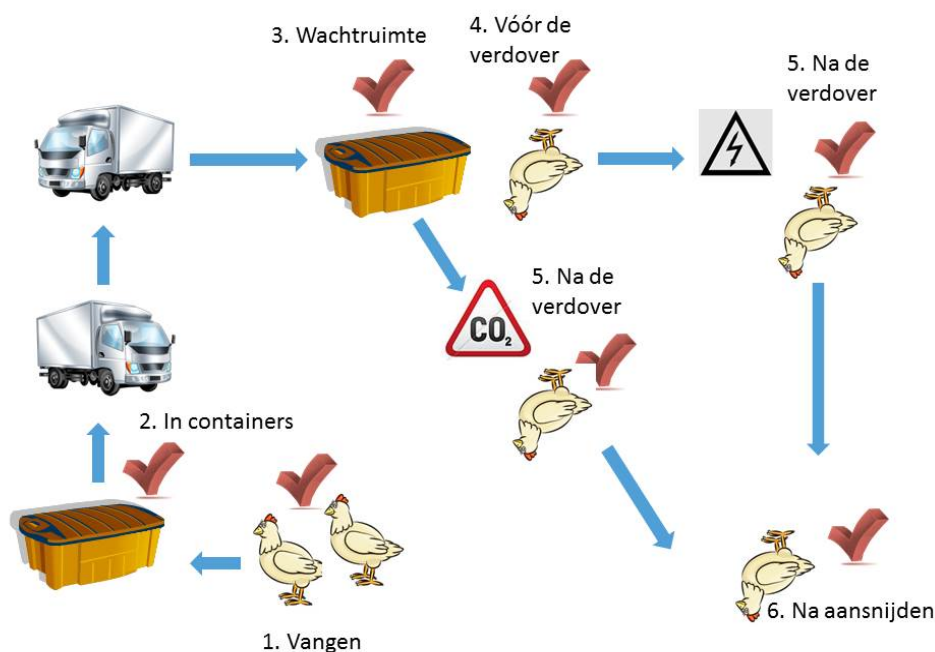 3. Wachtruimte
4. Vóór de
verdover
5. Na de
verdover
5. Na de
verdover
CO₂
2. In containers
6. Na aansnijden
1. Vangen